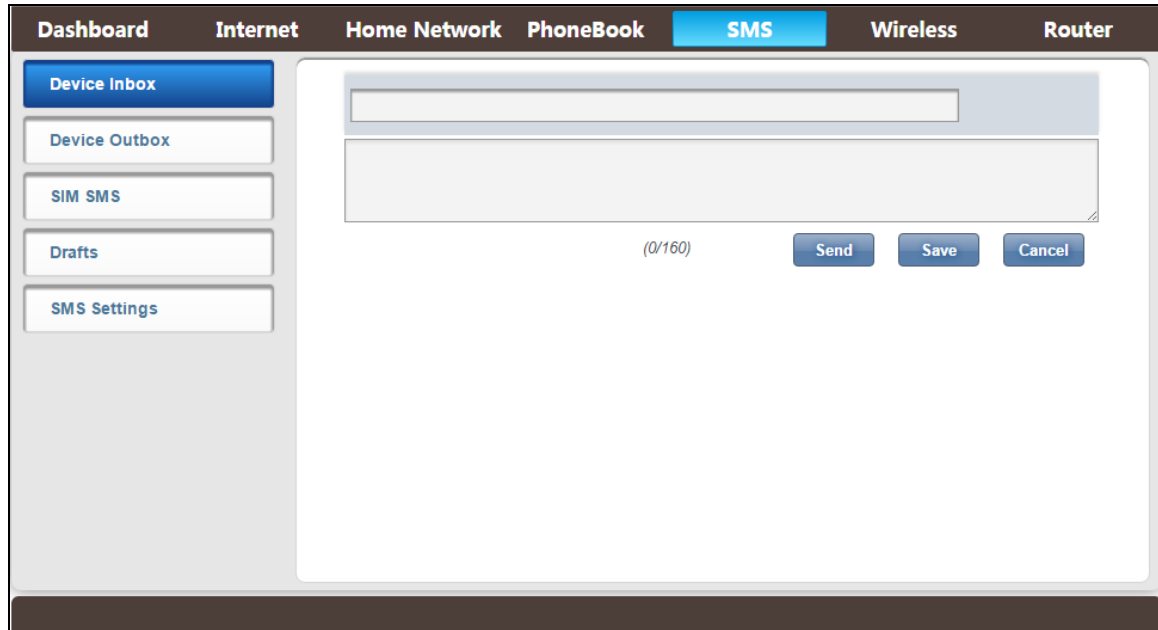 Dashboard Internet Home Network PhoneBook SMS Wireless Router
Device Inbox
Device Outbox
SIM SMS
Drafts
SMS Settings
(0/160) Send Save Cancel